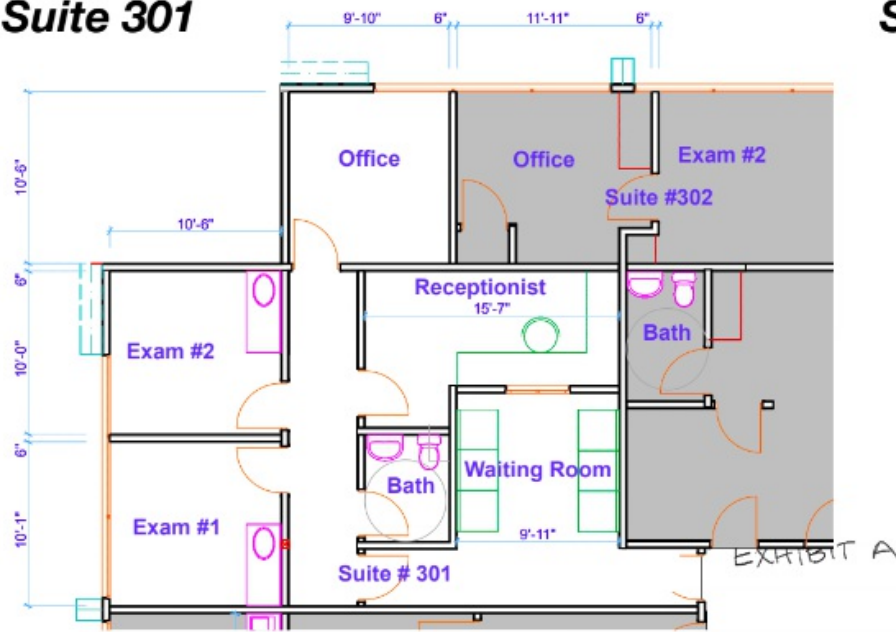 Suite 301
S
9'-10" 6" 11'-11" 6"
Office
Office
Exam #2
Suite #302
10'-6"
10'-6"
6"
Receptionist
15'-7"
Exam #2
Bath
10'-0"
6"
Waiting Room
Bath
Exam #1
9'-11"
10'-1"
Suite # 301
EXHIBIT A